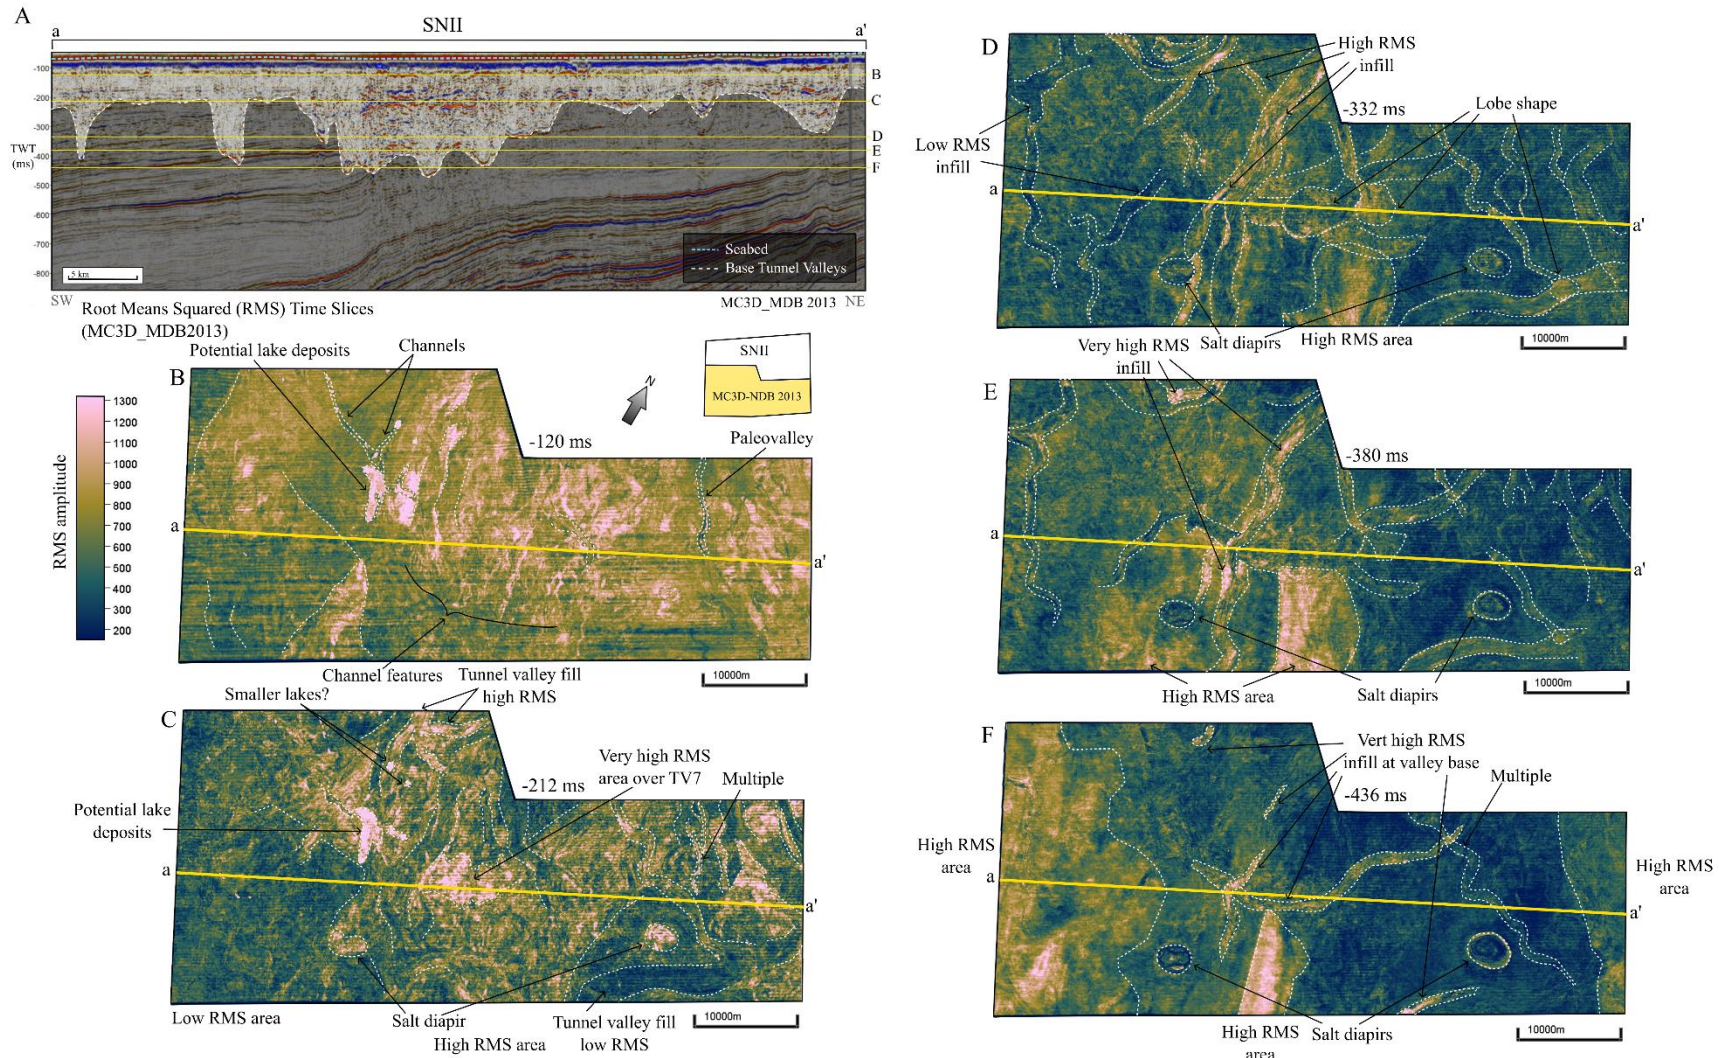 A
a
SNII
a'
-100
-200
-300
TWT
(ms)
-400
-500
-600
-700
-800
B
C
D
E
F
Seabed
Base Tunnel Valleys
5 km
SW
MC3D_MDB 2013
NE
Root Means Squared (RMS) Time Slices
(MC3D_MDB2013)
Potential lake deposits
Channels
SNII
MC3D-NDB 2013
N
B
-120 ms
Paleovalley
a
a'
RMS amplitude
1300
1200
1100
1000
900
800
700
600
500
400
300
200
Channel features
10000m
Smaller lakes?
Tunnel valley fill
high RMS
C
Very high RMS
area over TV7
-212 ms
Multiple
Potential lake
deposits
a
a'
Low RMS area
Salt diapir
High RMS area
Tunnel valley fill
low RMS
10000m
D
High RMS
infill
-332 ms
Lobe shape
Low RMS
infill
a
a'
Salt diapirs
High RMS area
10000m
Very high RMS
infill
E
-380 ms
a
a'
High RMS area
Salt diapirs
10000m
F
Vert high RMS
infill at valley base
-436 ms
Multiple
High RMS
area
a
High RMS
area
a'
High RMS
area
Salt diapirs
10000m